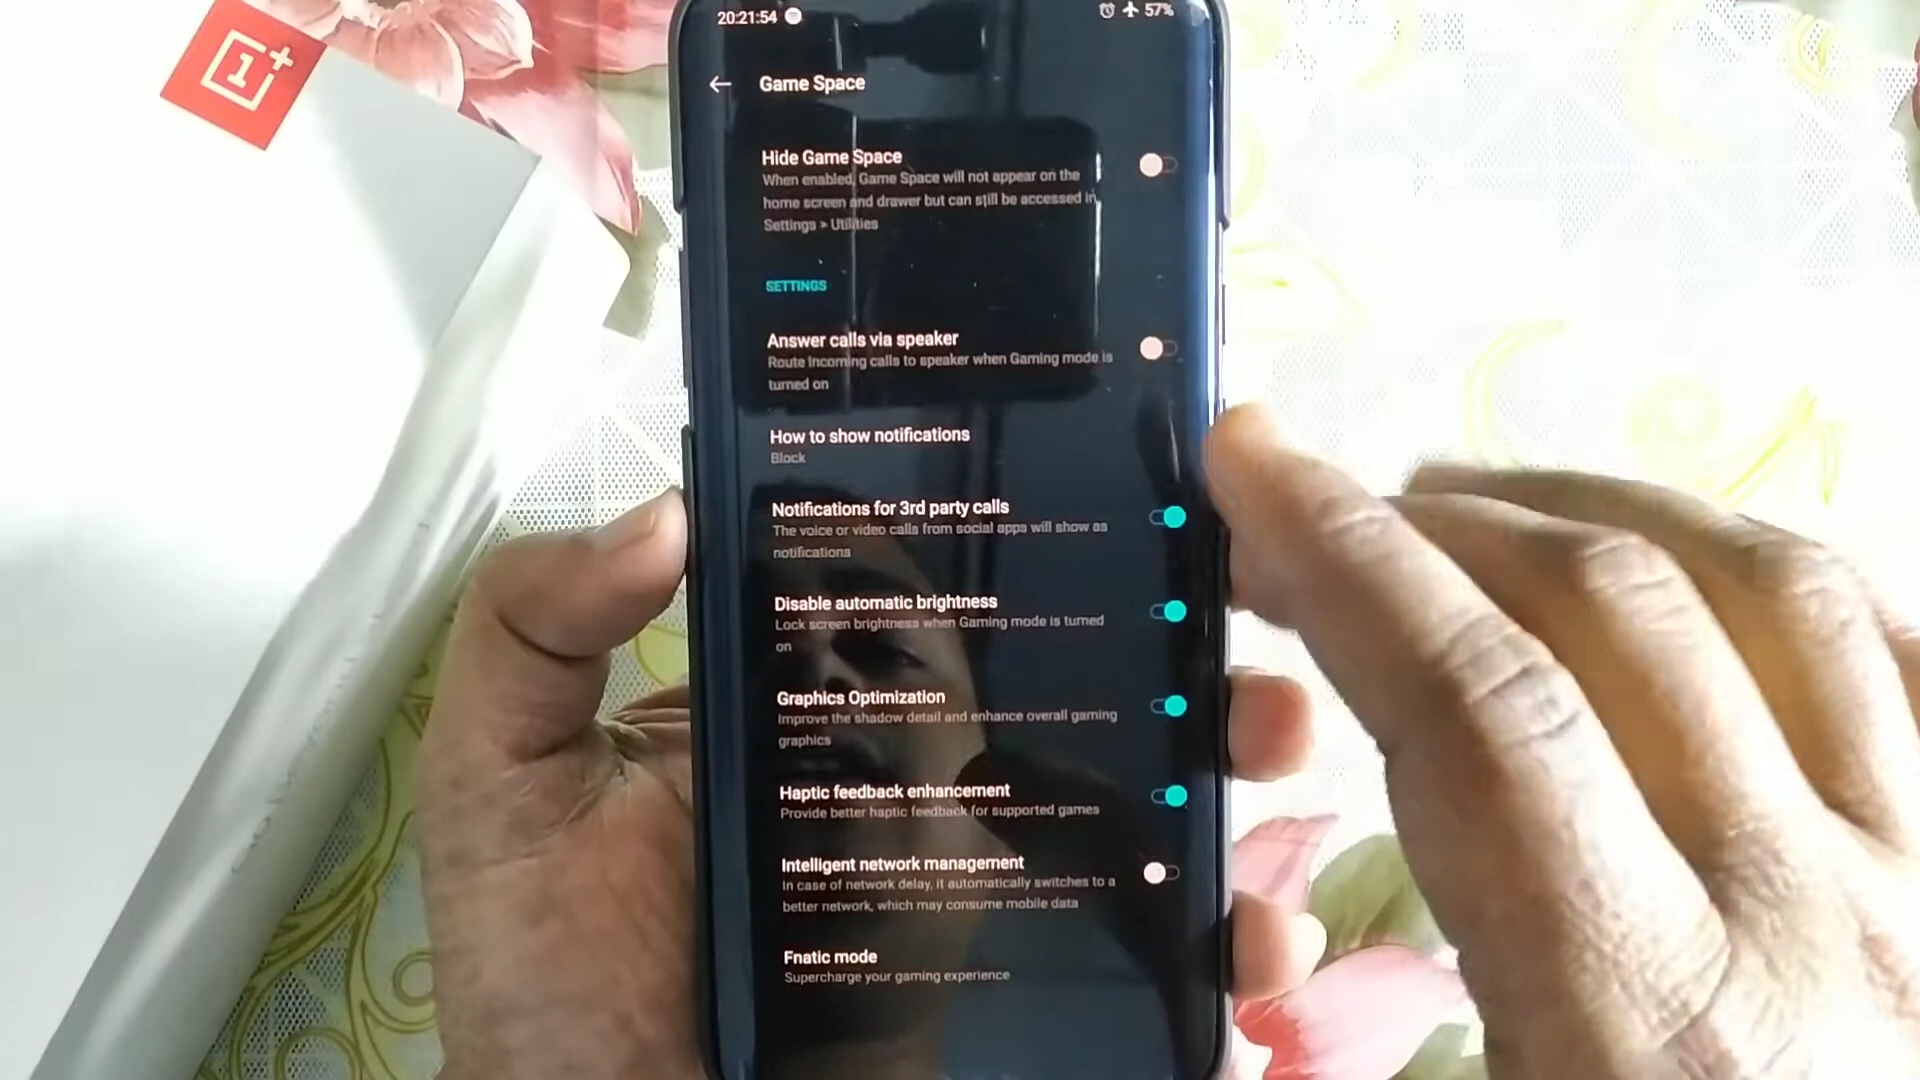 20:21:54
57%
Game Space
Hide Game Space
When enabled, Game Space will not appear on the
home screen and drawer but can still be accessed in
Settings > Utilities
SETTINGS
Answer calls via speaker
Route incoming calls to speaker when Gaming mode is
turned on
How to show notifications
Block
Notifications for 3rd party calls
The voice or video calls from social apps will show as
notifications
Disable automatic brightness
Lock screen brightness when Gaming mode is turned
on
Graphics Optimization
Improve the shadow detail and enhance overall gaming
graphics
Haptic feedback enhancement
Provide better haptic feedback for supported games
Intelligent network management
In case of network delay, it automatically switches to a
better network, which may consume mobile data
Fnatic mode
Supercharge your gaming experience
1+